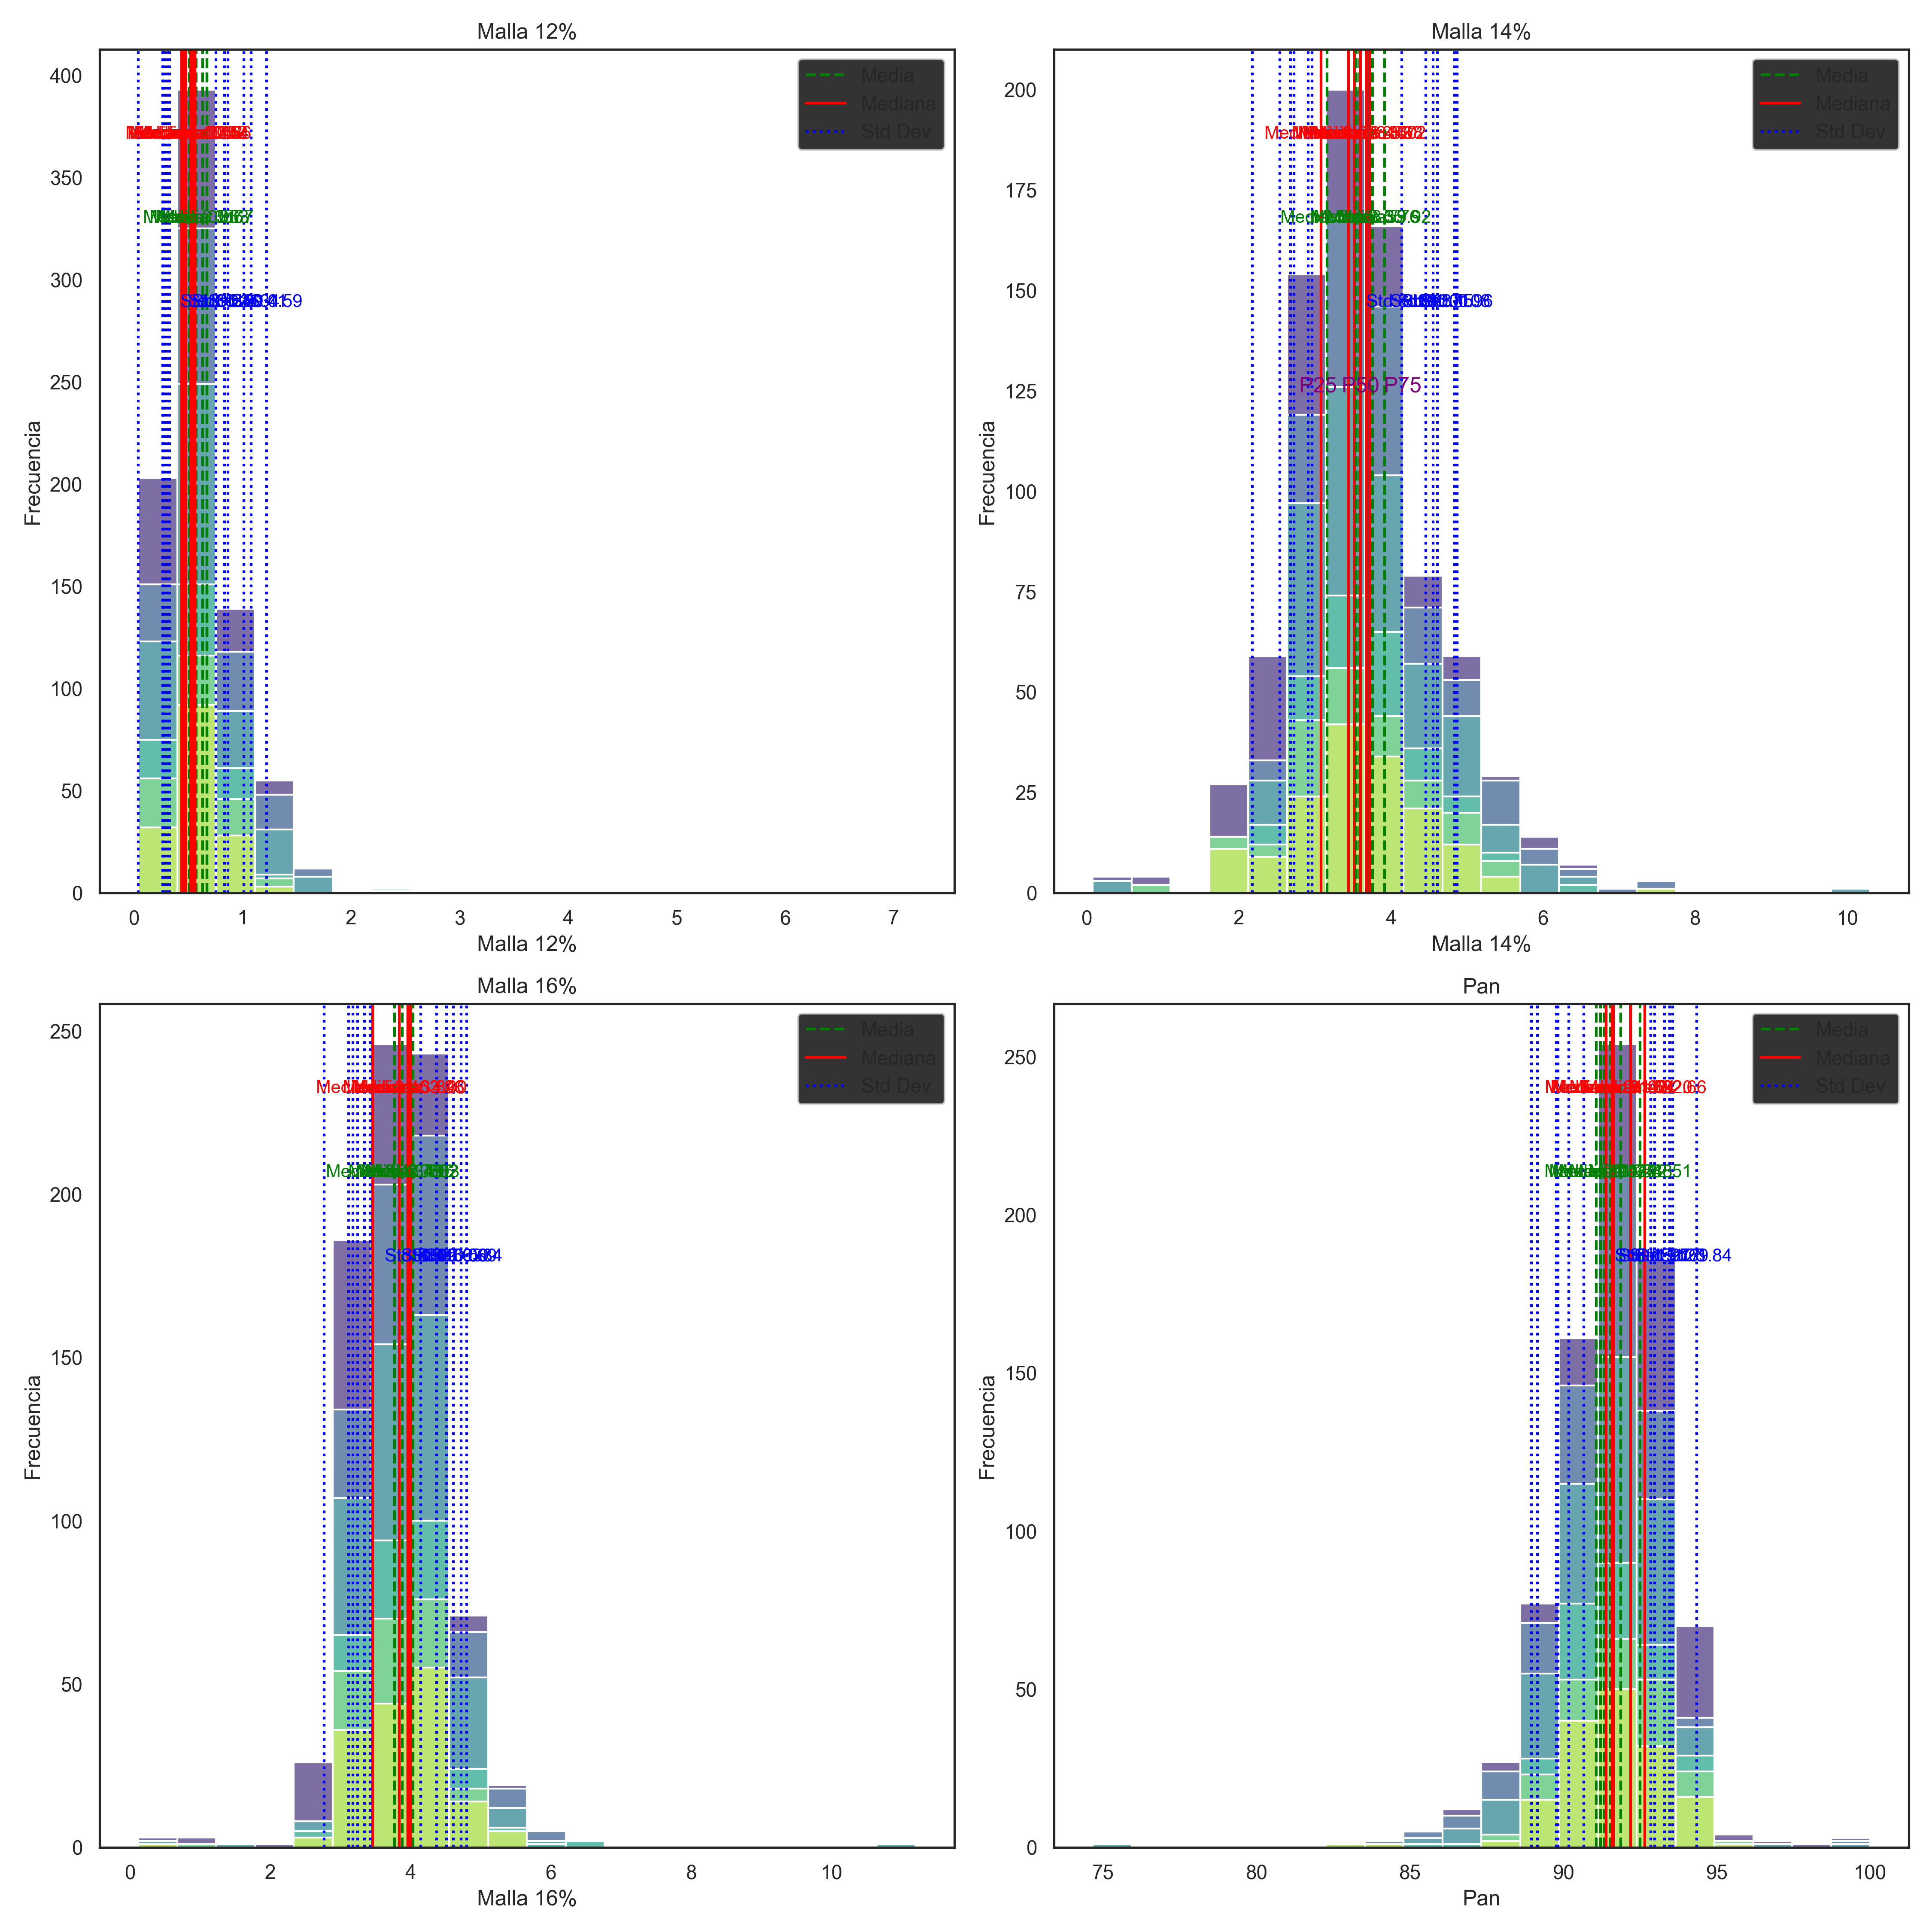 Malla 12%
Frecuencia
400
350
300
250
200
150
100
50
0
Media
Mediana
Std Dev
0 1 2 3 4 5 6 7
Malla 12%
Malla 14%
Frecuencia
200
175
150
125
100
75
50
25
0
Media
Mediana
Std Dev
P25 P50 P75
0 2 4 6 8 10
Malla 14%
Malla 16%
Frecuencia
250
200
150
100
50
0
Media
Mediana
Std Dev
0 2 4 6 8 10
Malla 16%
Pan
Frecuencia
250
200
150
100
50
0
Media
Mediana
Std Dev
75 80 85 90 95 100
Pan